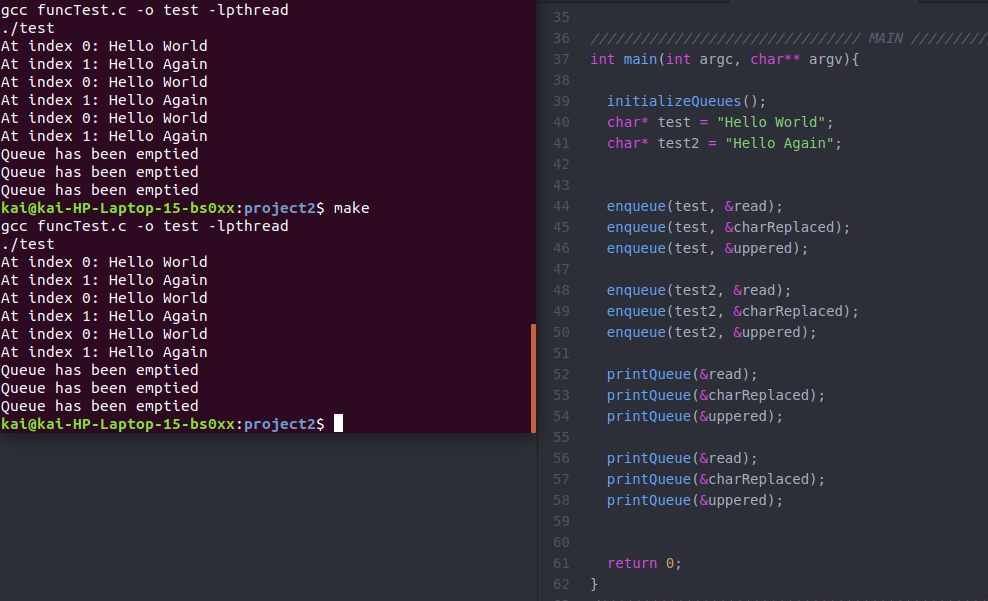 gcc funcTest.c -o test -lpthread
./test
At index 0: Hello World
At index 1: Hello Again
At index 0: Hello World
At index 1: Hello Again
At index 0: Hello World
At index 1: Hello Again
Queue has been emptied
Queue has been emptied
Queue has been emptied
kai@kai-HP-Laptop-15-bs0xx:project2$ make
gcc funcTest.c -o test -lpthread
./test
At index 0: Hello World
At index 1: Hello Again
At index 0: Hello World
At index 1: Hello Again
At index 0: Hello World
At index 1: Hello Again
Queue has been emptied
Queue has been emptied
Queue has been emptied
kai@kai-HP-Laptop-15-bs0xx:project2$
35
36 //////////////////////////////// MAIN /////////
37 int main(int argc, char** argv){
38
39   initializeQueues();
40   char* test = "Hello World";
41   char* test2 = "Hello Again";
42
43
44   enqueue(test, &read);
45   enqueue(test, &charReplaced);
46   enqueue(test, &uppered);
47
48   enqueue(test2, &read);
49   enqueue(test2, &charReplaced);
50   enqueue(test2, &uppered);
51
52   printQueue(&read);
53   printQueue(&charReplaced);
54   printQueue(&uppered);
55
56   printQueue(&read);
57   printQueue(&charReplaced);
58   printQueue(&uppered);
59
60
61   return 0;
62 }